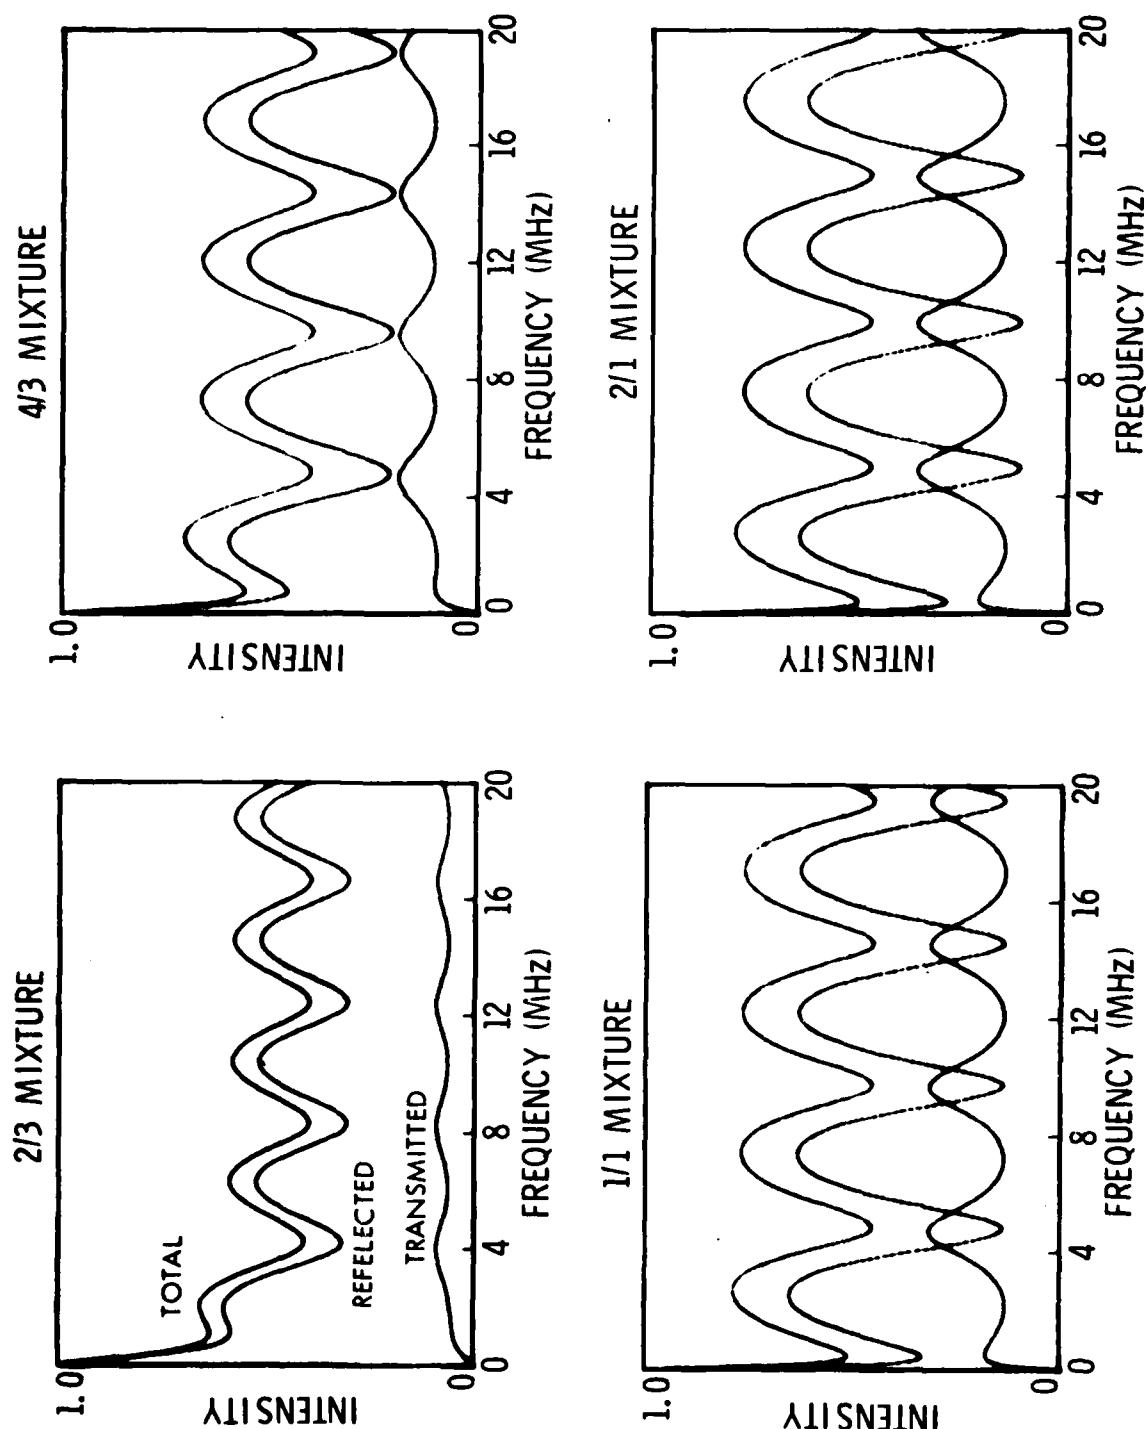 2/3 MIXTURE
1.0
INTENSITY
0
TOTAL
REFELECTED
TRANSMITTED
0 4 8 12 16 20
FREQUENCY (MHz)
4/3 MIXTURE
1.0
INTENSITY
0
0 4 8 12 16 20
FREQUENCY (MHz)
1/1 MIXTURE
1.0
INTENSITY
0
0 4 8 12 16 20
FREQUENCY (MHz)
2/1 MIXTURE
1.0
INTENSITY
0
0 4 8 12 16 20
FREQUENCY (MHz)